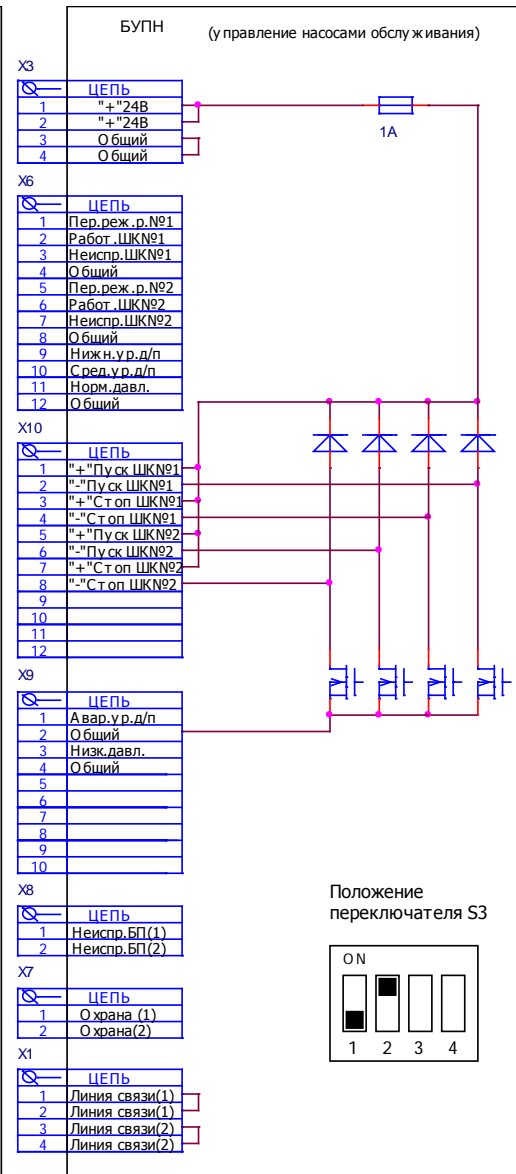 БУПН
(управление насосами обслуживания)
X3
ЦЕПЬ
1 "+"24В
2 "+"24В
3 Общий
4 Общий
1А
X6
ЦЕПЬ
1 Пер.реж.р.№1
2 Работ.ШК№1
3 Неиспр.ШК№1
4 Общий
5 Пер.реж.р.№2
6 Работ.ШК№2
7 Неиспр.ШК№2
8 Общий
9 Нижн.ур.д/п
10 Сред.ур.д/п
11 Норм.давл.
12 Общий
X10
ЦЕПЬ
1 "+"Пуск ШК№1
2 "-"Пуск ШК№1
3 "+"Стоп ШК№1
4 "-"Стоп ШК№1
5 "+"Пуск ШК№2
6 "-"Пуск ШК№2
7 "+"Стоп ШК№2
8 "-"Стоп ШК№2
9
10
11
12
X9
ЦЕПЬ
1 Авар.ур.д/п
2 Общий
3 Низк.давл.
4 Общий
5
6
7
8
9
10
X8
ЦЕПЬ
1 Неиспр.БП(1)
2 Неиспр.БП(2)
X7
ЦЕПЬ
1 Охрана (1)
2 Охрана(2)
X1
ЦЕПЬ
1 Линия связи(1)
2 Линия связи(1)
3 Линия связи(2)
4 Линия связи(2)
Положение
переключателя S3
ON
1 2 3 4